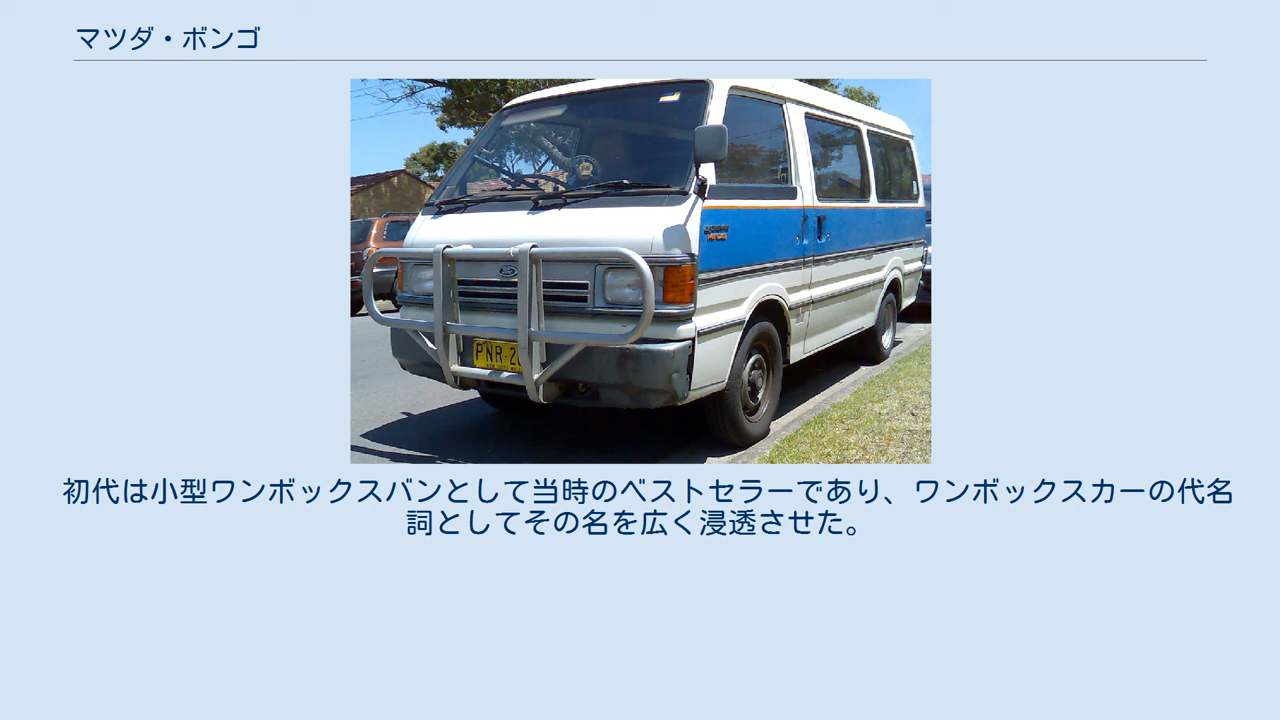 マツダ・ボンゴ
PNR-20
初代は小型ワンボックスバンとして当時のベストセラーであり、ワンボックスカーの代名
詞としてその名を広く浸透させた。